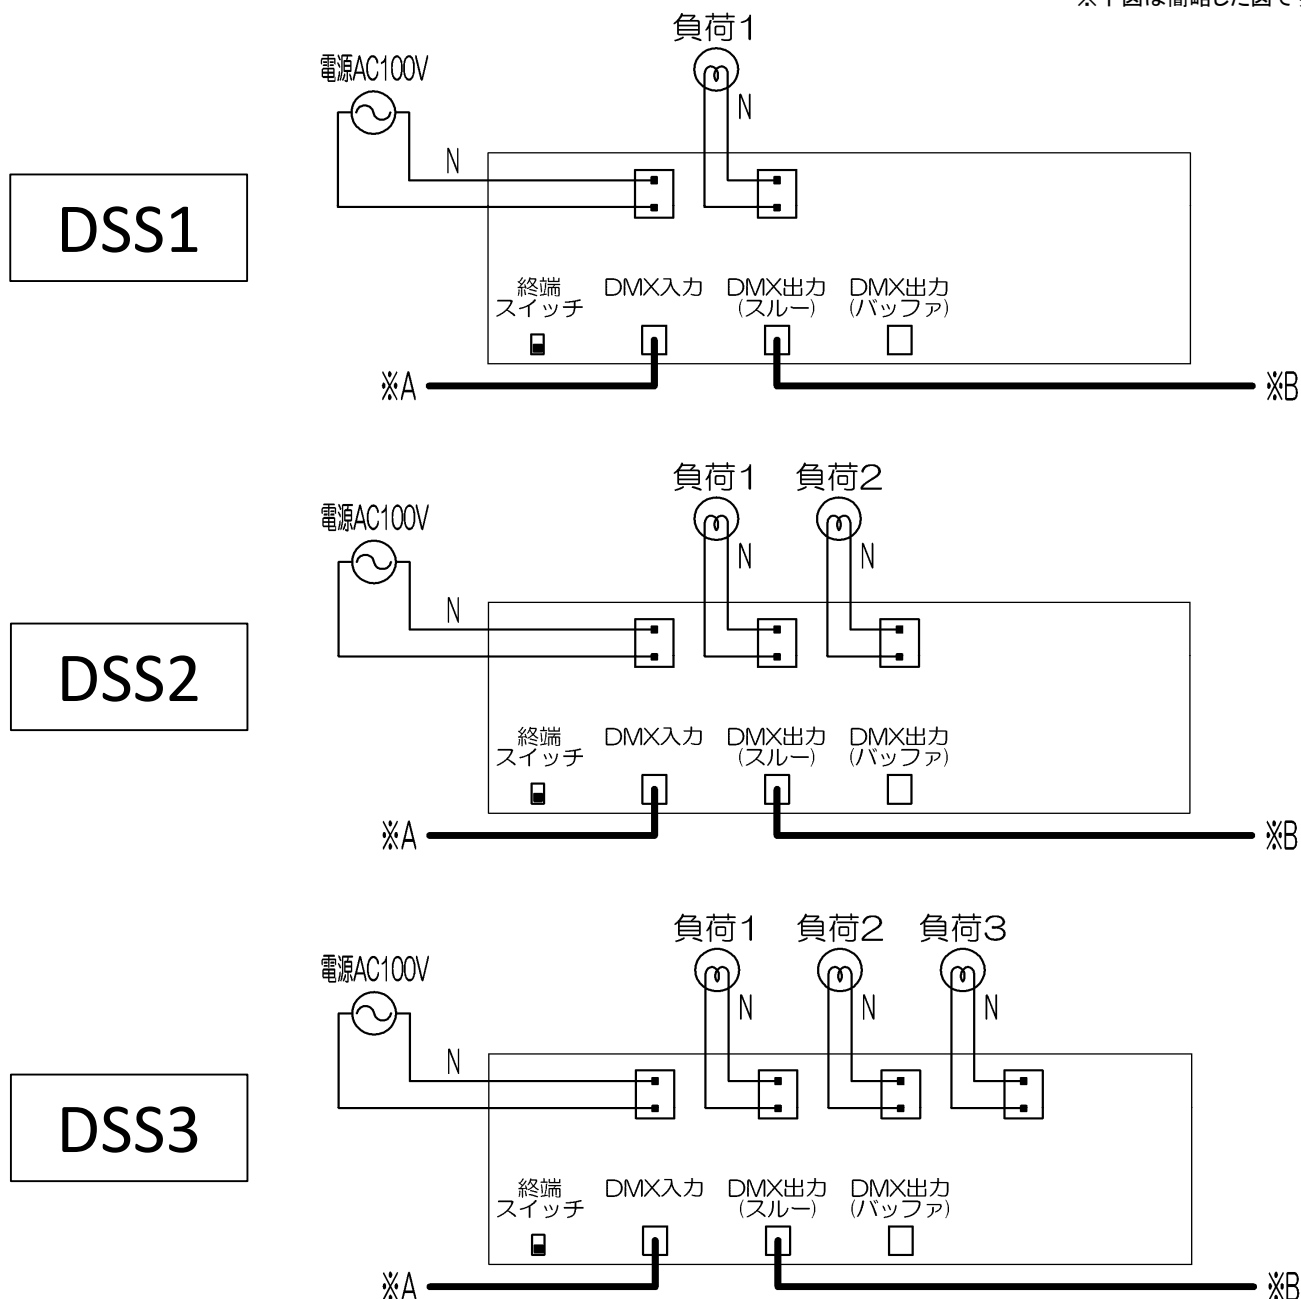 負荷1
電源AC100V
N
N
DSS1
終端
スイッチ
DMX入力
DMX出力
(スルー)
DMX出力
(バッファ)
※A
※B
負荷1
負荷2
電源AC100V
N
N
N
DSS2
終端
スイッチ
DMX入力
DMX出力
(スルー)
DMX出力
(バッファ)
※A
※B
負荷1
負荷2
負荷3
電源AC100V
N
N
N
N
DSS3
終端
スイッチ
DMX入力
DMX出力
(スルー)
DMX出力
(バッファ)
※A
※B